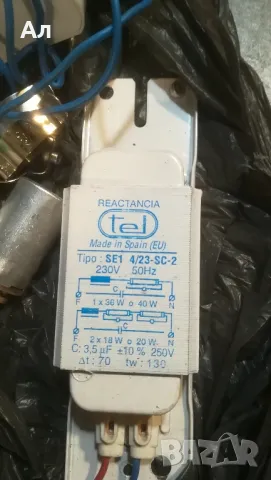 Ал
REACTANCIA
tel
Made in Spain (EU)
Tipo : SE1 4/23-SC-2
230V 50Hz
C
F N
1 x 36 W o 40 W
C
F N
2 x 18 W o 20 W
C: 3,5 µF ±10 % 250V
Δt : 70 tw : 130
BAZAR